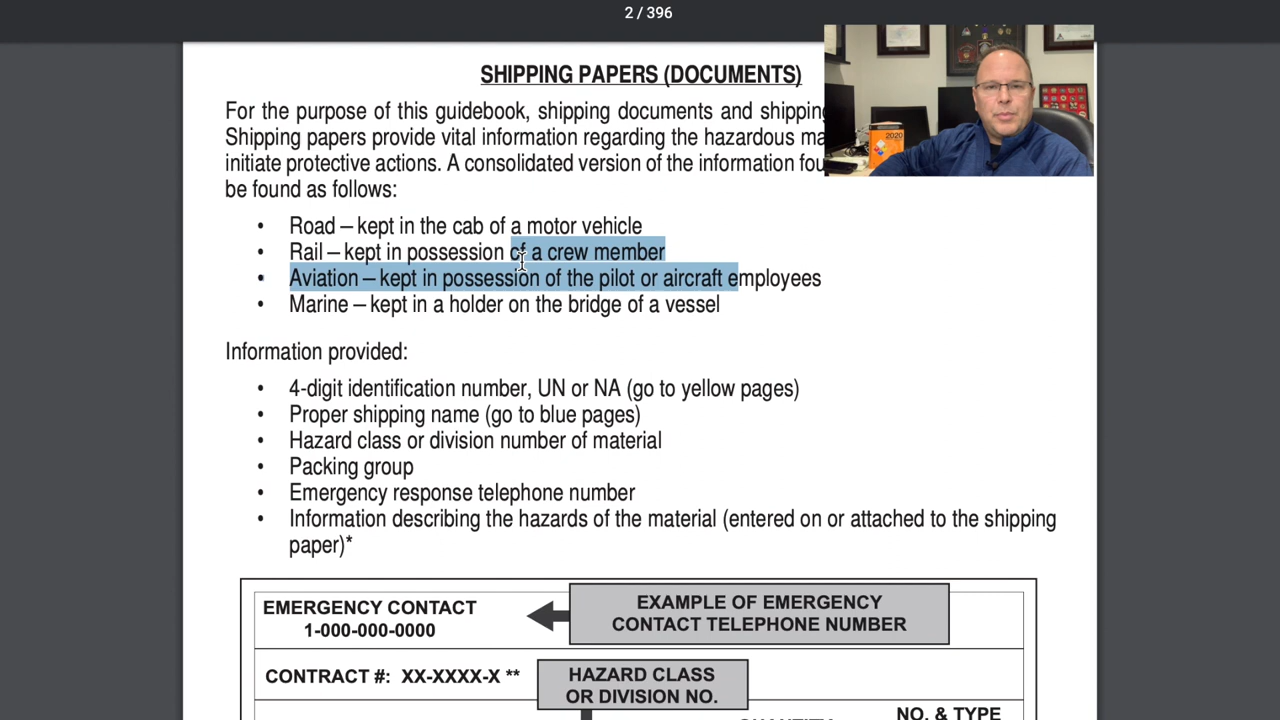 2 / 396
SHIPPING PAPERS (DOCUMENTS)
For the purpose of this guidebook, shipping documents and shipping
Shipping papers provide vital information regarding the hazardous
initiate protective actions. A consolidated version of the information
be found as follows:
• Road – kept in the cab of a motor vehicle
• Rail – kept in possession of a crew member
• Aviation – kept in possession of the pilot or aircraft employees
• Marine – kept in a holder on the bridge of a vessel
Information provided:
• 4-digit identification number, UN or NA (go to yellow pages)
• Proper shipping name (go to blue pages)
• Hazard class or division number of material
• Packing group
• Emergency response telephone number
• Information describing the hazards of the material (entered on or attached to the shipping
paper)*
EMERGENCY CONTACT
1-000-000-0000
EXAMPLE OF EMERGENCY
CONTACT TELEPHONE NUMBER
CONTRACT #: XX-XXXX-X **
HAZARD CLASS
OR DIVISION NO.
NO. & TYPE
2020